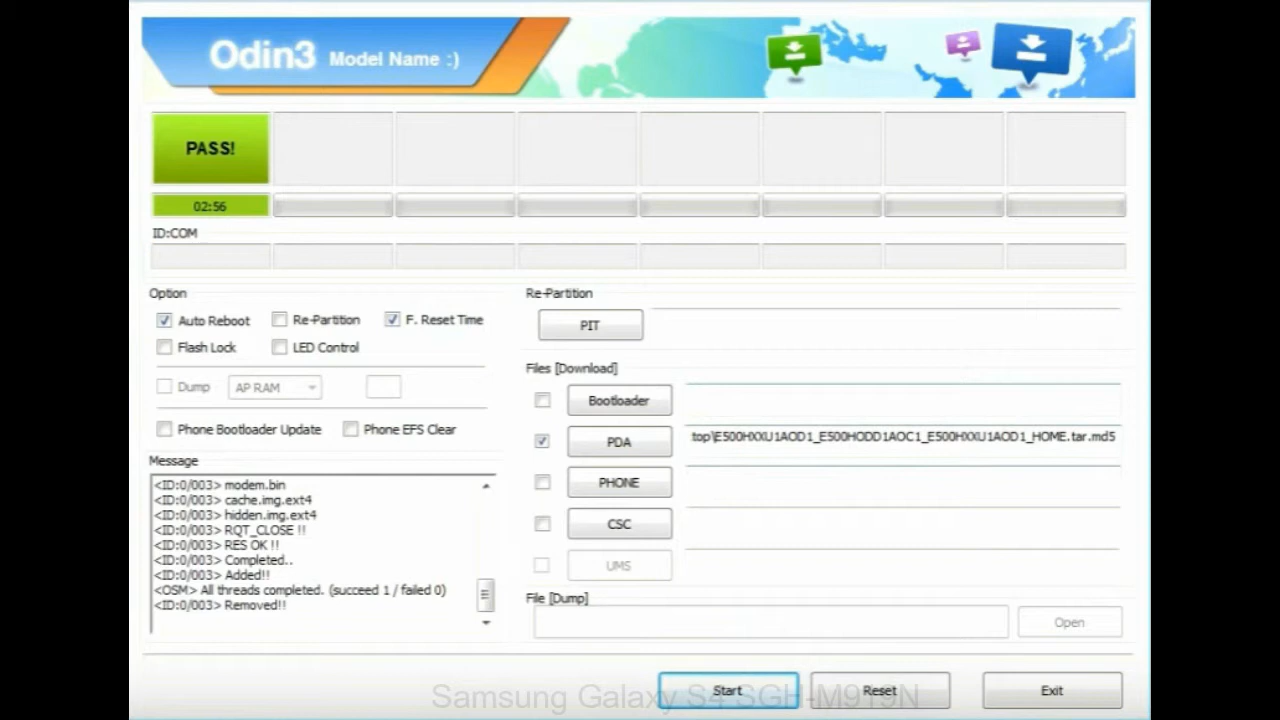 Odin3 Model Name :)
PASS!
02:56
ID:COM
Option
Auto Reboot Re-Partition F. Reset Time
Flash Lock LED Control
Dump AP RAM
Phone Bootloader Update Phone EFS Clear
Message
<ID:0/003> modem.bin
<ID:0/003> cache.img.ext4
<ID:0/003> hidden.img.ext4
<ID:0/003> RQT_CLOSE !!
<ID:0/003> RES OK !!
<ID:0/003> Completed..
<ID:0/003> Added!!
<OSM> All threads completed. (succeed 1 / failed 0)
<ID:0/003> Removed!!
Re-Partition
PIT
Files [Download]
Bootloader
PDA top\E500HXXU1AOD1_E500HODD1AOC1_E500HXXU1AOD1_HOME.tar.md5
PHONE
CSC
UMS
File [Dump]
Open
Start Reset Exit
Samsung Galaxy S4 SGH-M919N